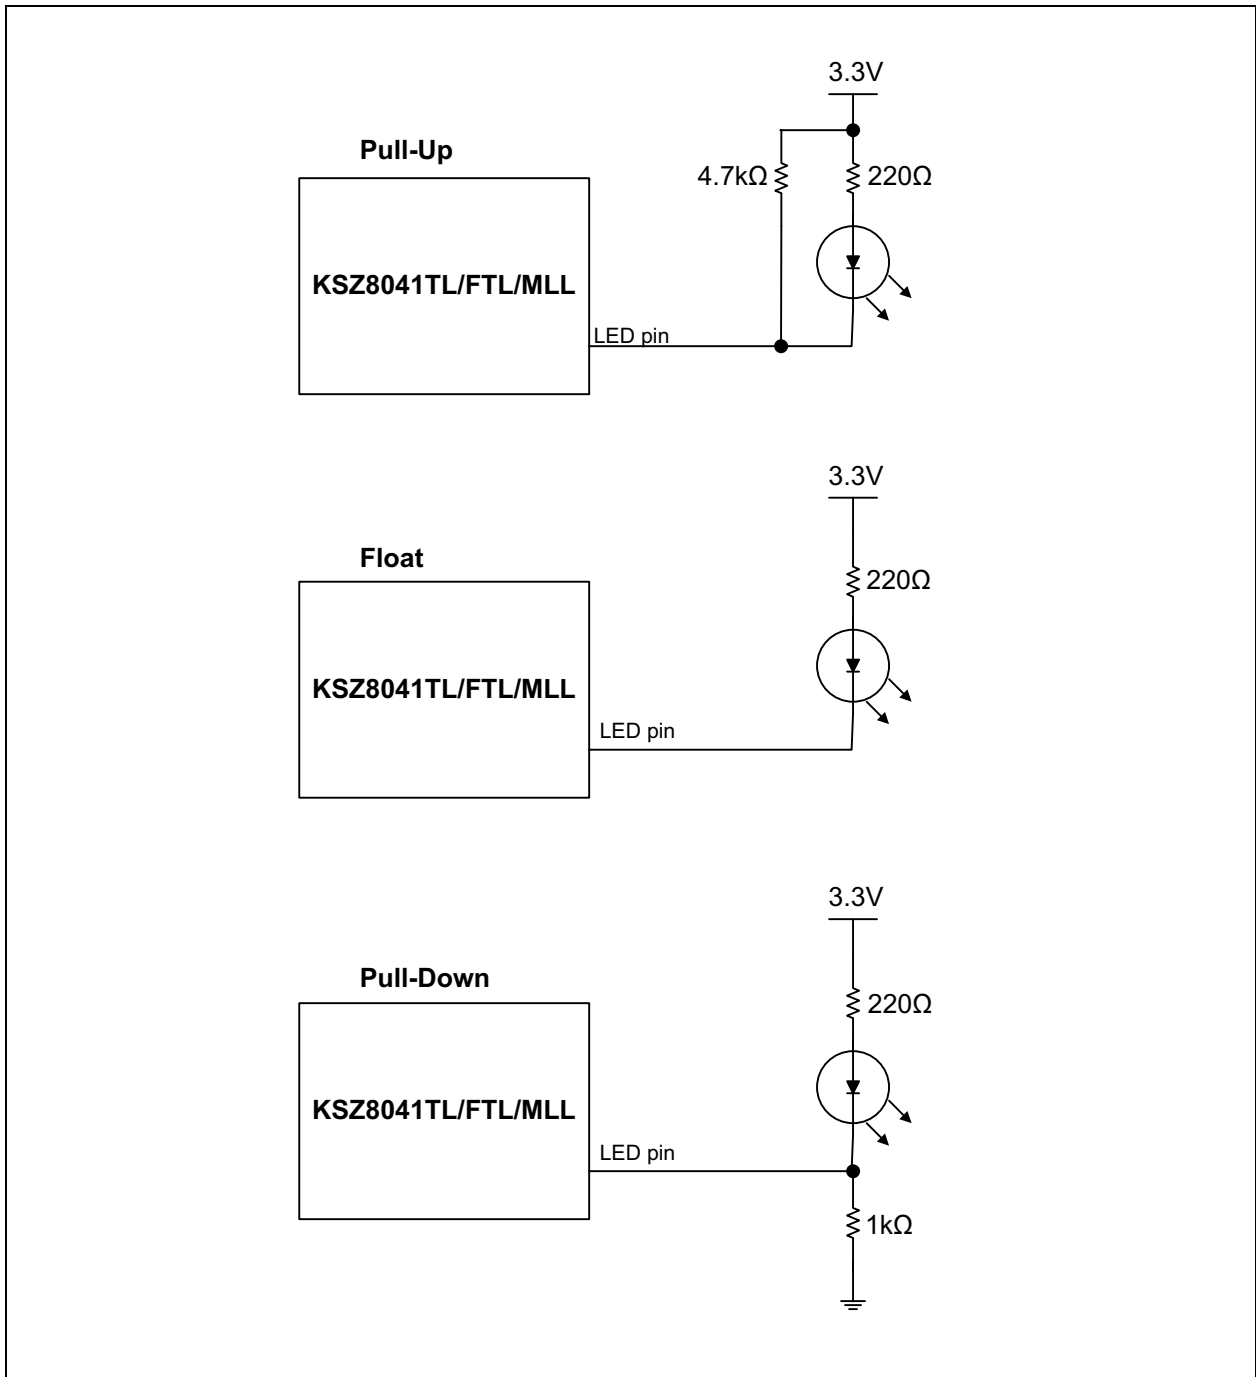 3.3V
Pull-Up
4.7kΩ
220Ω
KSZ8041TL/FTL/MLL
LED pin
3.3V
Float
220Ω
KSZ8041TL/FTL/MLL
LED pin
3.3V
Pull-Down
220Ω
KSZ8041TL/FTL/MLL
LED pin
1kΩ